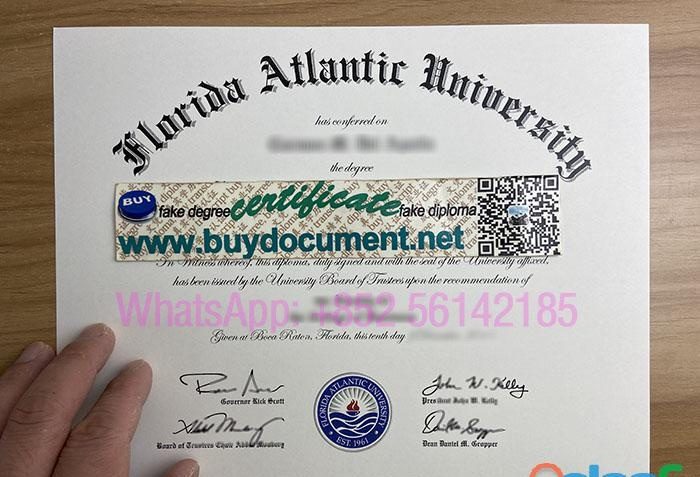 Florida Atlantic University
has conferred on
the degree
BUY fake degree certificate fake diploma
www.buydocument.net
In Witness whereof, this diploma, duly signed and with the seal of the University affixed,
has been issued by the University Board of Trustees upon the recommendation of
WhatsApp: +852 56142185
Given at Boca Raton, Florida, this tenth day
Governor Rick Scott
John W. Kelly
President John W. Kelly
FLORIDA ATLANTIC UNIVERSITY
EST. 1961
Board of Trustees Chair
Dean Daniel M. Gropper